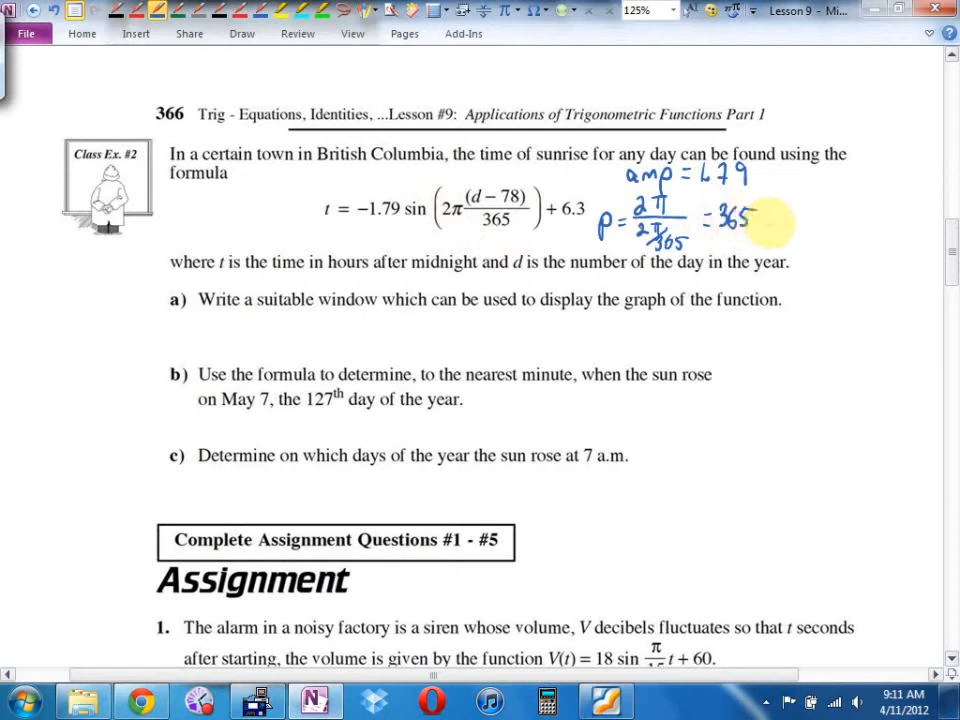 125%
Lesson 9 - Mi...
File Home Insert Share Draw Review View Pages Add-Ins
366 Trig - Equations, Identities, ...Lesson #9: Applications of Trigonometric Functions Part 1
Class Ex. #2
In a certain town in British Columbia, the time of sunrise for any day can be found using the
formula
amp = 1.79
t = −1.79 sin (2π (d − 78)/365) + 6.3
P = 2π / (2π/365) = 365
where t is the time in hours after midnight and d is the number of the day in the year.
a) Write a suitable window which can be used to display the graph of the function.
b) Use the formula to determine, to the nearest minute, when the sun rose
on May 7, the 127th day of the year.
c) Determine on which days of the year the sun rose at 7 a.m.
Complete Assignment Questions #1 - #5
Assignment
1. The alarm in a noisy factory is a siren whose volume, V decibels fluctuates so that t seconds
after starting, the volume is given by the function V(t) = 18 sin π/15 t + 60.
9:11 AM
4/11/2012